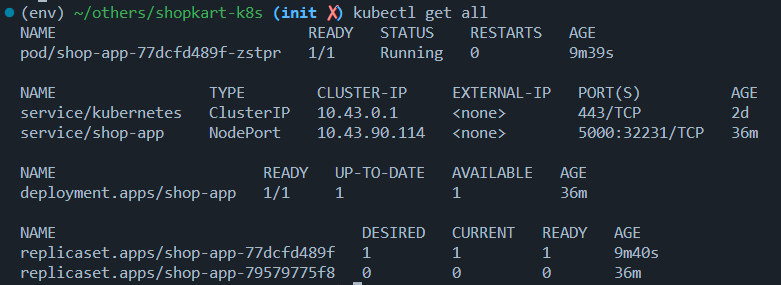 (env) ~/others/shopkart-k8s (init ✗) kubectl get all
NAME READY STATUS RESTARTS AGE
pod/shop-app-77dcfd489f-zstpr 1/1 Running 0 9m39s
NAME TYPE CLUSTER-IP EXTERNAL-IP PORT(S) AGE
service/kubernetes ClusterIP 10.43.0.1 <none> 443/TCP 2d
service/shop-app NodePort 10.43.90.114 <none> 5000:32231/TCP 36m
NAME READY UP-TO-DATE AVAILABLE AGE
deployment.apps/shop-app 1/1 1 1 36m
NAME DESIRED CURRENT READY AGE
replicaset.apps/shop-app-77dcfd489f 1 1 1 9m40s
replicaset.apps/shop-app-79579775f8 0 0 0 36m